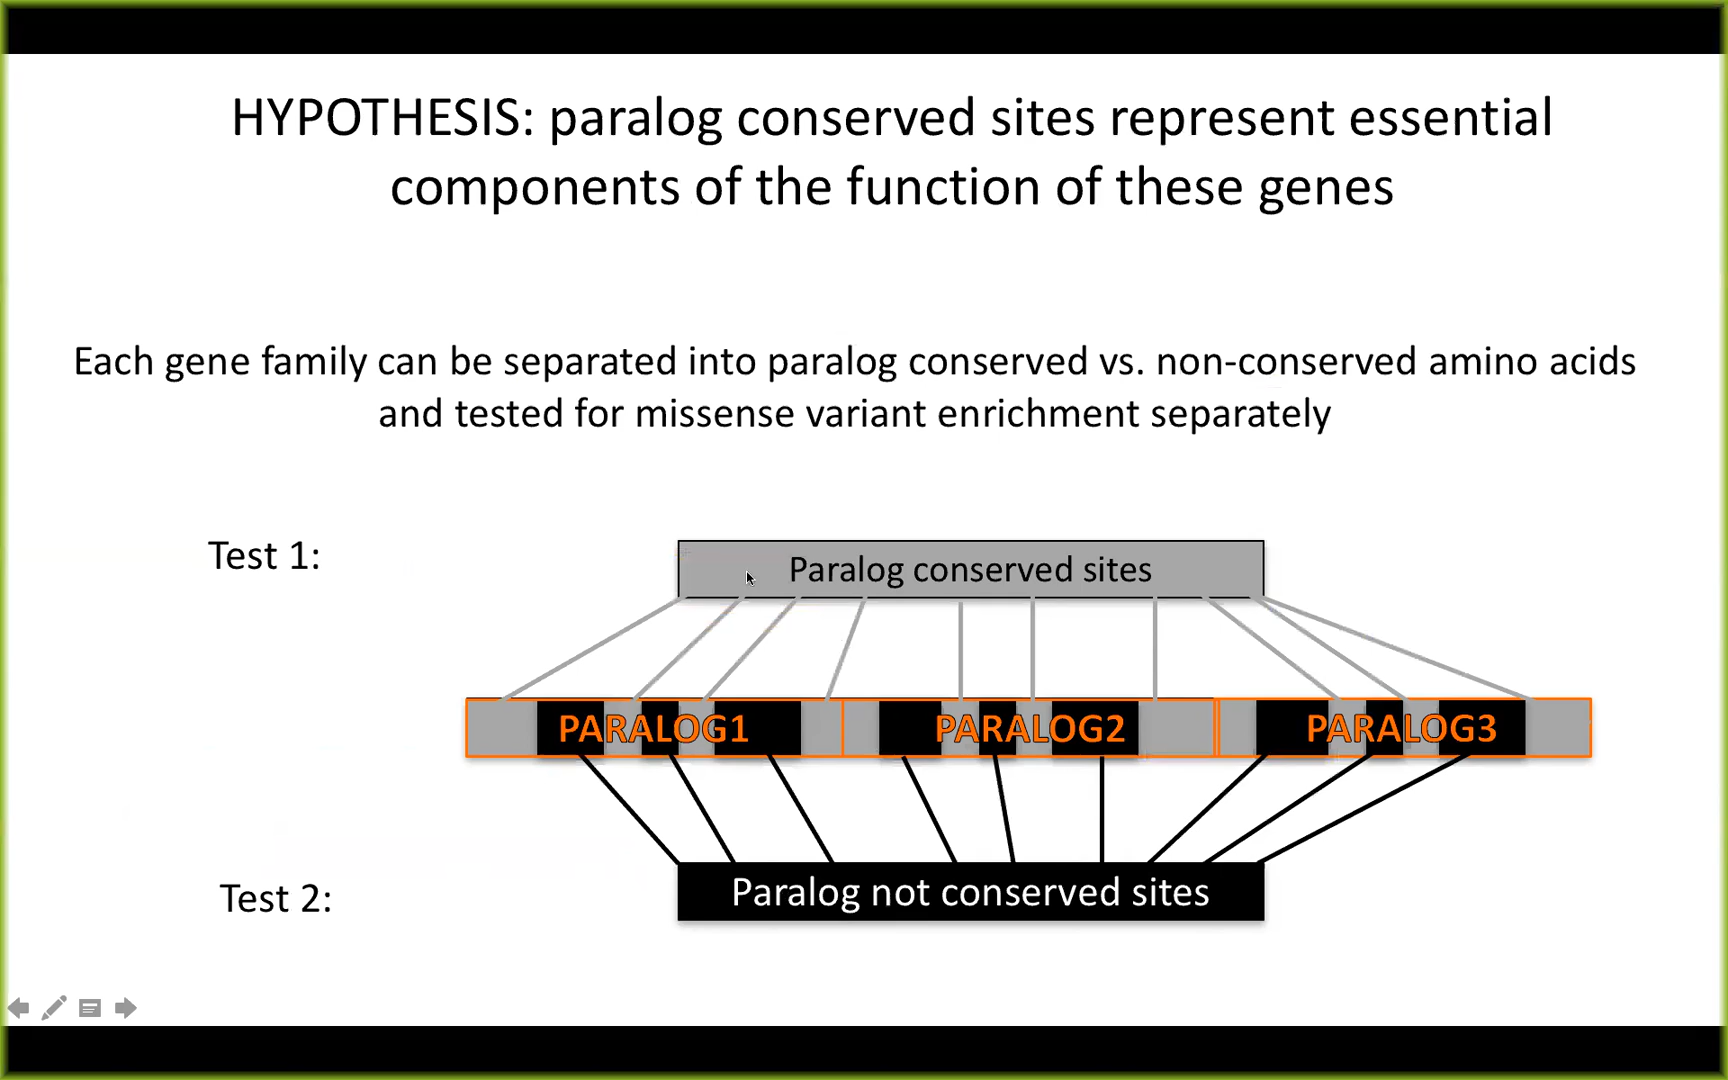 HYPOTHESIS: paralog conserved sites represent essential
components of the function of these genes
Each gene family can be separated into paralog conserved vs. non-conserved amino acids
and tested for missense variant enrichment separately
Test 1:
Paralog conserved sites
PARALOG1
PARALOG2
PARALOG3
Paralog not conserved sites
Test 2: